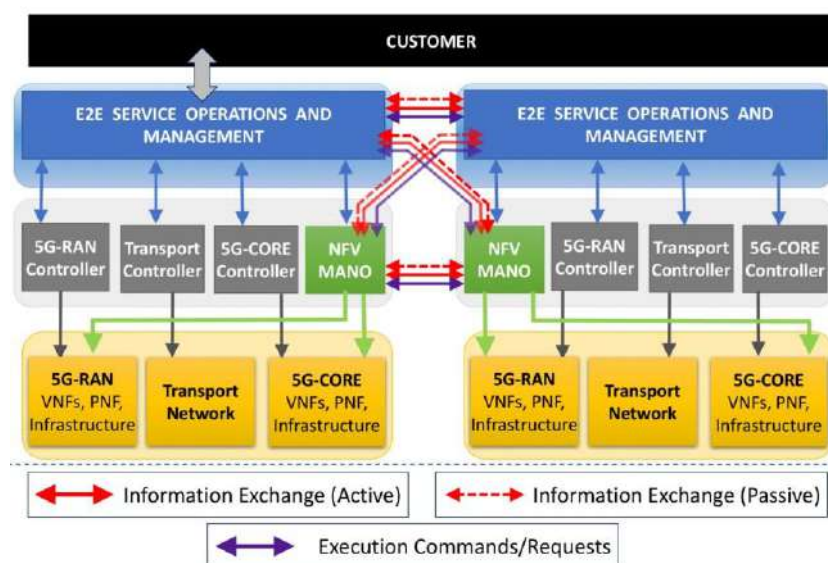 CUSTOMER
E2E SERVICE OPERATIONS AND
MANAGEMENT
E2E SERVICE OPERATIONS AND
MANAGEMENT
5G-RAN
Controller
Transport
Controller
5G-CORE
Controller
NFV
MANO
NFV
MANO
5G-RAN
Controller
Transport
Controller
5G-CORE
Controller
5G-RAN
VNFs, PNF,
Infrastructure
Transport
Network
5G-CORE
VNFs, PNF,
Infrastructure
5G-RAN
VNFs, PNF,
Infrastructure
Transport
Network
5G-CORE
VNFs, PNF,
Infrastructure
Information Exchange (Active)
Information Exchange (Passive)
Execution Commands/Requests